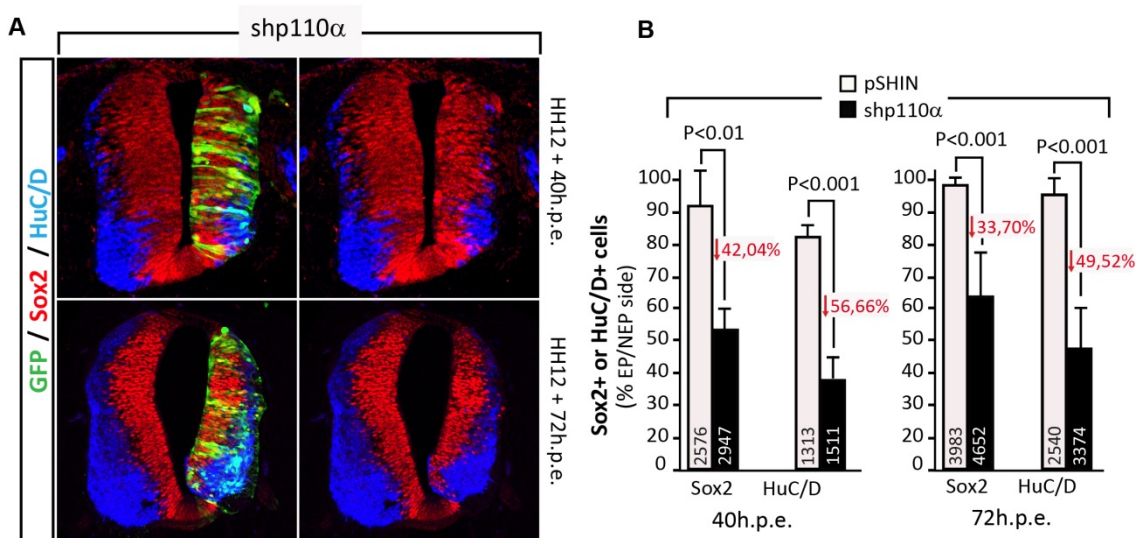 A
shp110α
GFP / Sox2 / HuC/D
HH12 + 40h.p.e.
HH12 + 72h.p.e.
B
pSHIN
shp110α
Sox2+ or HuC/D+ cells
(% EP/NEP side)
P<0.01
P<0.001
P<0.001
P<0.001
100
90
80
70
60
50
40
30
20
0
↓42,04%
↓56,66%
2576
2947
1313
1511
Sox2
HuC/D
40h.p.e.
100
90
80
70
60
50
40
30
20
0
↓33,70%
↓49,52%
3983
4652
2540
3374
Sox2
HuC/D
72h.p.e.